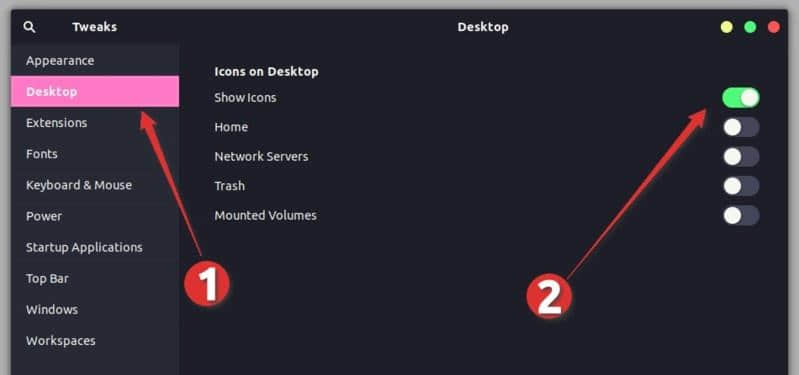 Tweaks
Desktop
Appearance
Desktop
Extensions
Fonts
Keyboard & Mouse
Power
Startup Applications
Top Bar
Windows
Workspaces
Icons on Desktop
Show Icons
Home
Network Servers
Trash
Mounted Volumes
1
2